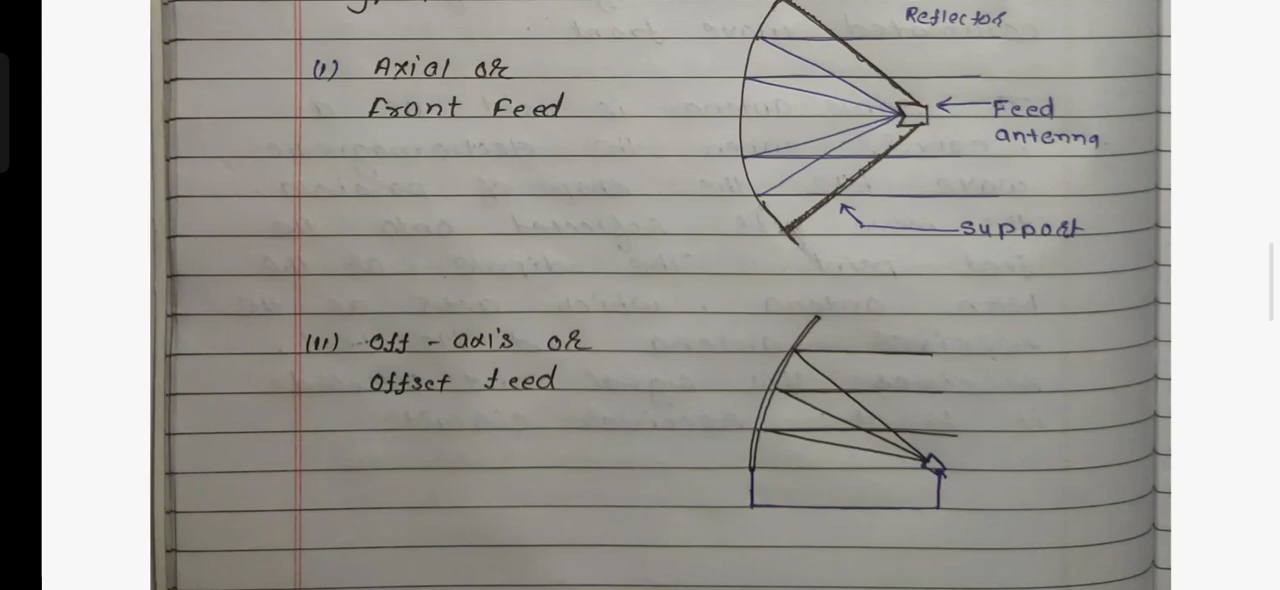 Reflector
(i) Axial or
Front Feed
Feed
antenna
support
(ii) Off - axis or
Offset feed